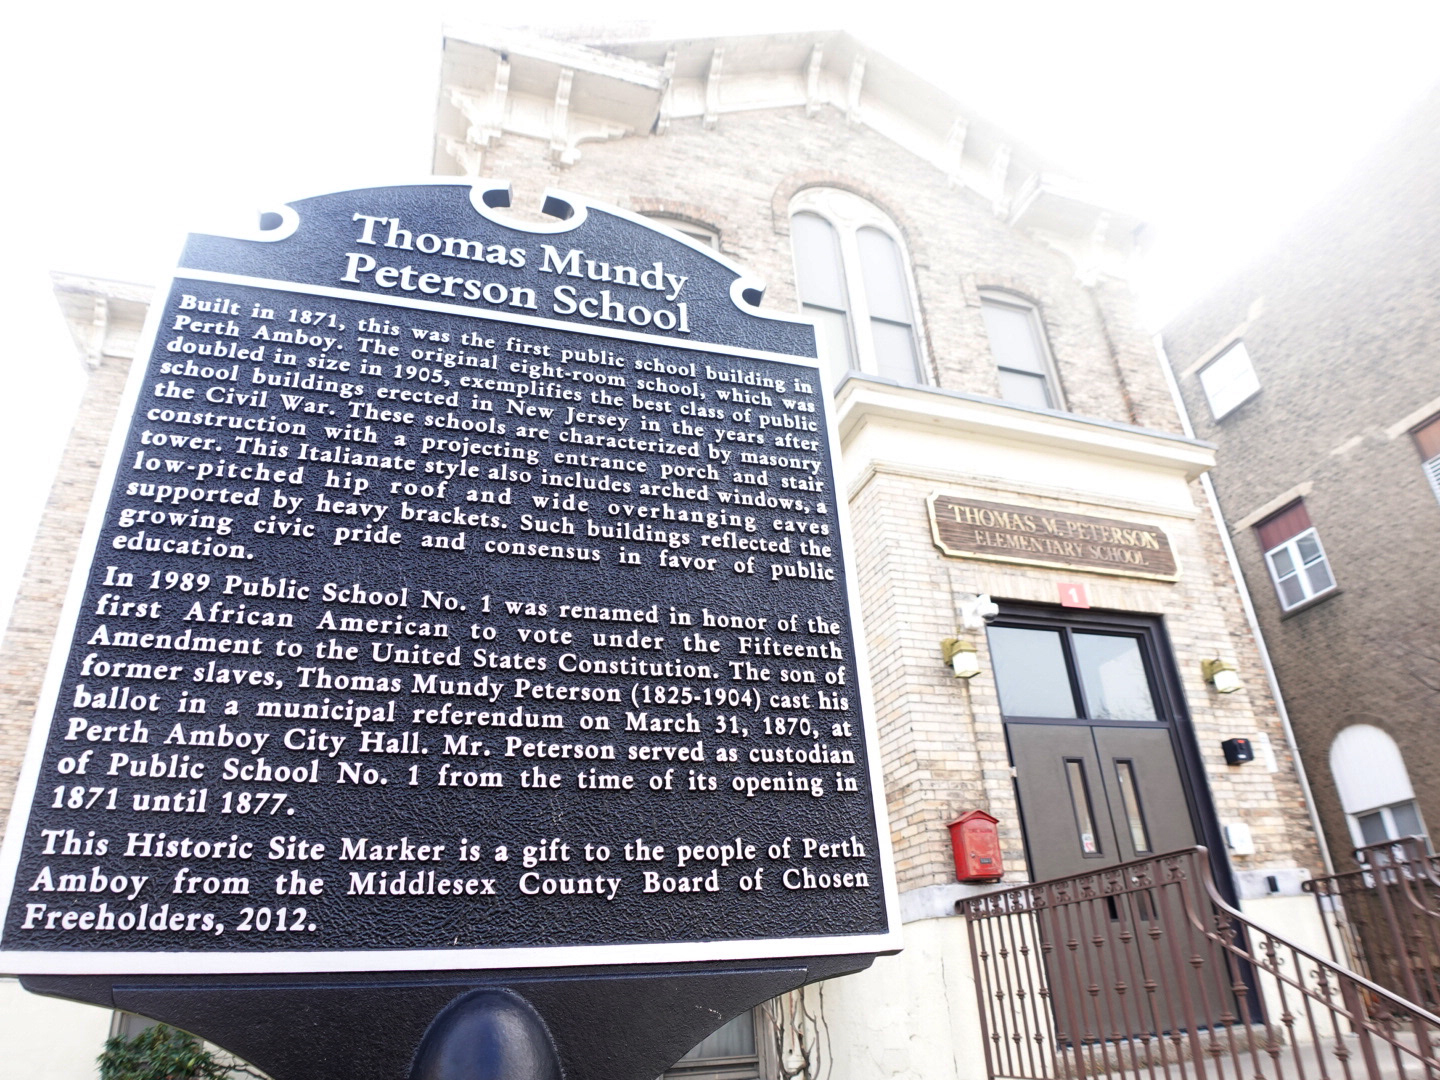 Thomas Mundy
Peterson School
Built in 1871, this was the first public school building in
Perth Amboy. The original eight-room school, which was
doubled in size in 1905, exemplifies the best class of public
school buildings erected in New Jersey in the years after
the Civil War. These schools are characterized by masonry
construction with a projecting entrance porch and stair
tower. This Italianate style also includes arched windows, a
low-pitched hip roof and wide overhanging eaves
supported by heavy brackets. Such buildings reflected the
growing civic pride and consensus in favor of public
education.
In 1989 Public School No. 1 was renamed in honor of the
first African American to vote under the Fifteenth
Amendment to the United States Constitution. The son of
former slaves, Thomas Mundy Peterson (1825-1904) cast his
ballot in a municipal referendum on March 31, 1870, at
Perth Amboy City Hall. Mr. Peterson served as custodian
of Public School No. 1 from the time of its opening in
1871 until 1877.
This Historic Site Marker is a gift to the people of Perth
Amboy from the Middlesex County Board of Chosen
Freeholders, 2012.
THOMAS M. PETERSON
ELEMENTARY SCHOOL
1